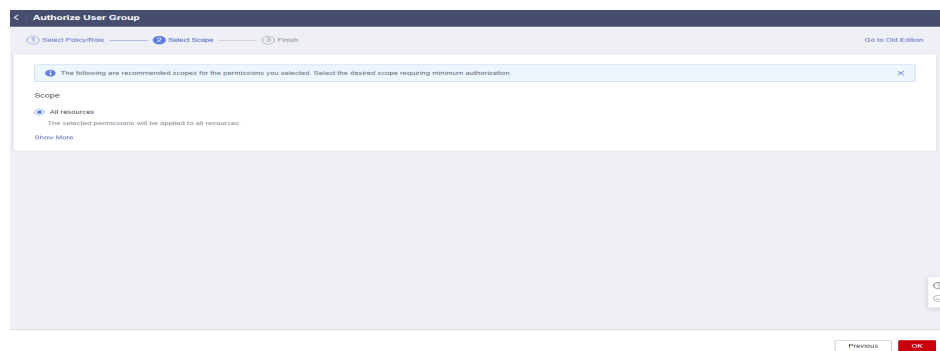 < Authorize User Group
1 Select Policy/Role 2 Select Scope 3 Finish Go to Old Edition
The following are recommended scopes for the permissions you selected. Select the desired scope requiring minimum authorization.
Scope
All resources
The selected permissions will be applied to all resources.
Show More
Previous OK